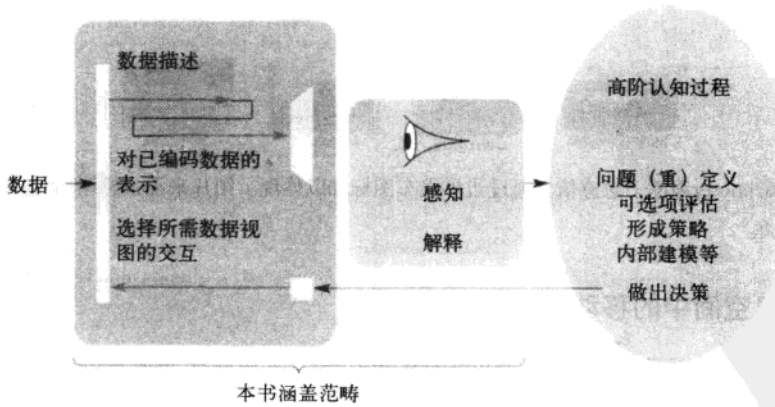 数据
数据描述
对已编码数据的
表示
选择所需数据视
图的交互
感知
解释
高阶认知过程
问题（重）定义
可选项评估
形成策略
内部建模等
做出决策
本书涵盖范畴